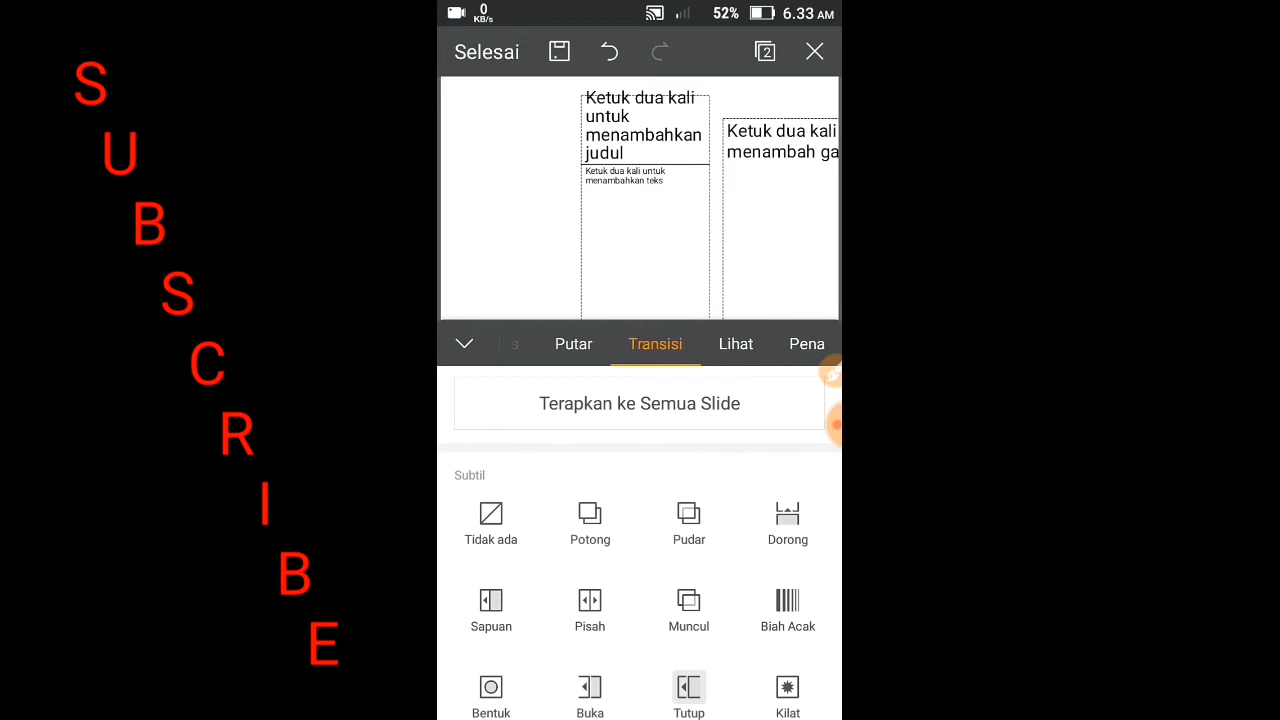 SUBSCRIBE
0 KB/s 52% 6.33 AM
Selesai 2
Ketuk dua kali
untuk
menambahkan
judul
Ketuk dua kali untuk
menambahkan teks
Ketuk dua kali
menambah ga
s Putar Transisi Lihat Pena
Terapkan ke Semua Slide
Subtil
Tidak ada Potong Pudar Dorong
Sapuan Pisah Muncul Biah Acak
Bentuk Buka Tutup Kilat